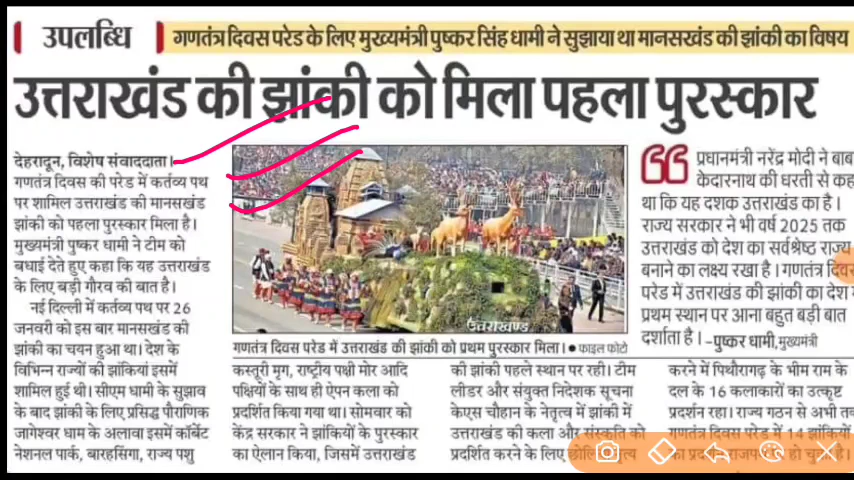 उपलब्धि
गणतंत्र दिवस परेड के लिए मुख्यमंत्री पुष्कर सिंह धामी ने सुझाया था मानसखंड की झांकी का विषय
उत्तराखंड की झांकी को मिला पहला पुरस्कार
देहरादून, विशेष संवाददाता।
गणतंत्र दिवस की परेड में कर्तव्य पथ
पर शामिल उत्तराखंड की मानसखंड
झांकी को पहला पुरस्कार मिला है।
मुख्यमंत्री पुष्कर धामी ने टीम को
बधाई देते हुए कहा कि यह उत्तराखंड
के लिए बड़ी गौरव की बात है।
नई दिल्ली में कर्तव्य पथ पर 26
जनवरी को इस बार मानसखंड की
झांकी का चयन हुआ था। देश के
विभिन्न राज्यों की झांकियां इसमें
शामिल हुई थी। सीएम धामी के सुझाव
के बाद झांकी के लिए प्रसिद्ध पौराणिक
जागेश्वर धाम के अलावा इसमें कॉर्बेट
नेशनल पार्क, बारहसिंगा, राज्य पशु
उत्तराखण्ड
गणतंत्र दिवस परेड में उत्तराखंड की झांकी को प्रथम पुरस्कार मिला। ● फाइल फोटो
कस्तूरी मृग, राष्ट्रीय पक्षी मोर आदि
पक्षियों के साथ ही ऐपन कला को
प्रदर्शित किया गया था। सोमवार को
केंद्र सरकार ने झांकियों के पुरस्कार
का ऐलान किया, जिसमें उत्तराखंड
की झांकी पहले स्थान पर रही। टीम
लीडर और संयुक्त निदेशक सूचना
केएस चौहान के नेतृत्व में झांकी में
उत्तराखंड की कला और संस्कृति को
प्रदर्शित करने के लिए
प्रधानमंत्री नरेंद्र मोदी ने
केदारनाथ की धरती से
था कि यह दशक उत्तराखंड का है।
राज्य सरकार ने भी वर्ष 2025 तक
उत्तराखंड को देश का सर्वश्रेष्ठ राज्य
बनाने का लक्ष्य रखा है। गणतंत्र
परेड में उत्तराखंड की झांकी का देश
प्रथम स्थान पर आना बहुत बड़ी बात
दर्शाता है। -पुष्कर धामी, मुख्यमंत्री
करने में पिथौरागढ़ के भीम राम के
दल के 16 कलाकारों का उत्कृष्ट
प्रदर्शन रहा। राज्य गठन से अभी
गणतंत्र दिवस परेड में 14 झांकियों